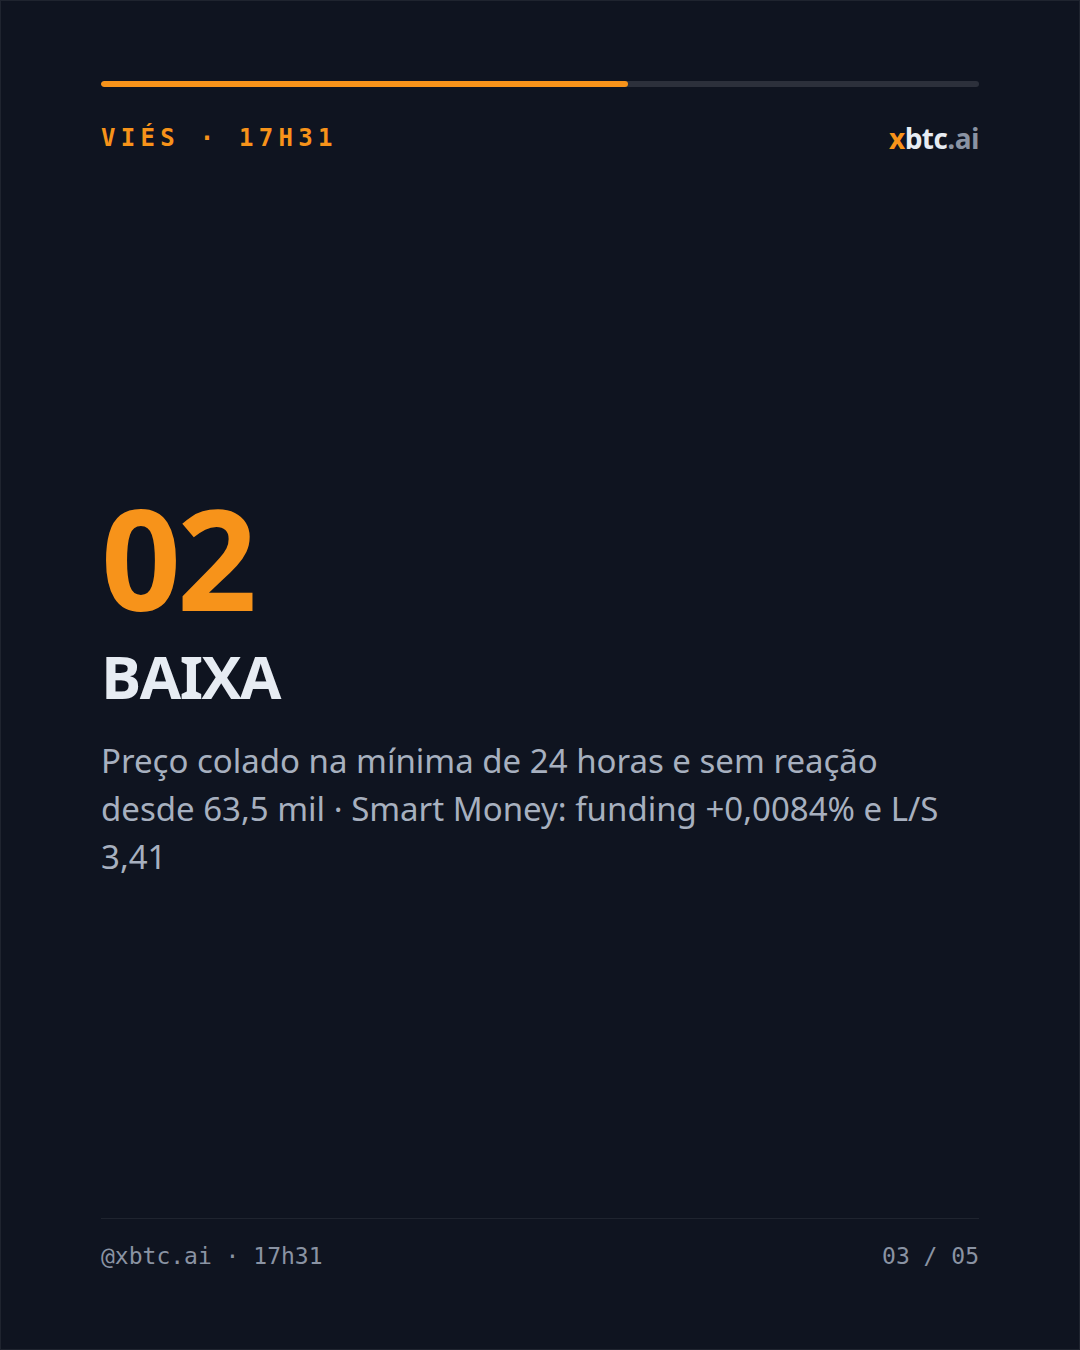 VIÉS · 17H31
xbtc.ai
02
BAIXA
Preço colado na mínima de 24 horas e sem reação
desde 63,5 mil · Smart Money: funding +0,0084% e L/S
3,41
@xbtc.ai · 17h31
03 / 05